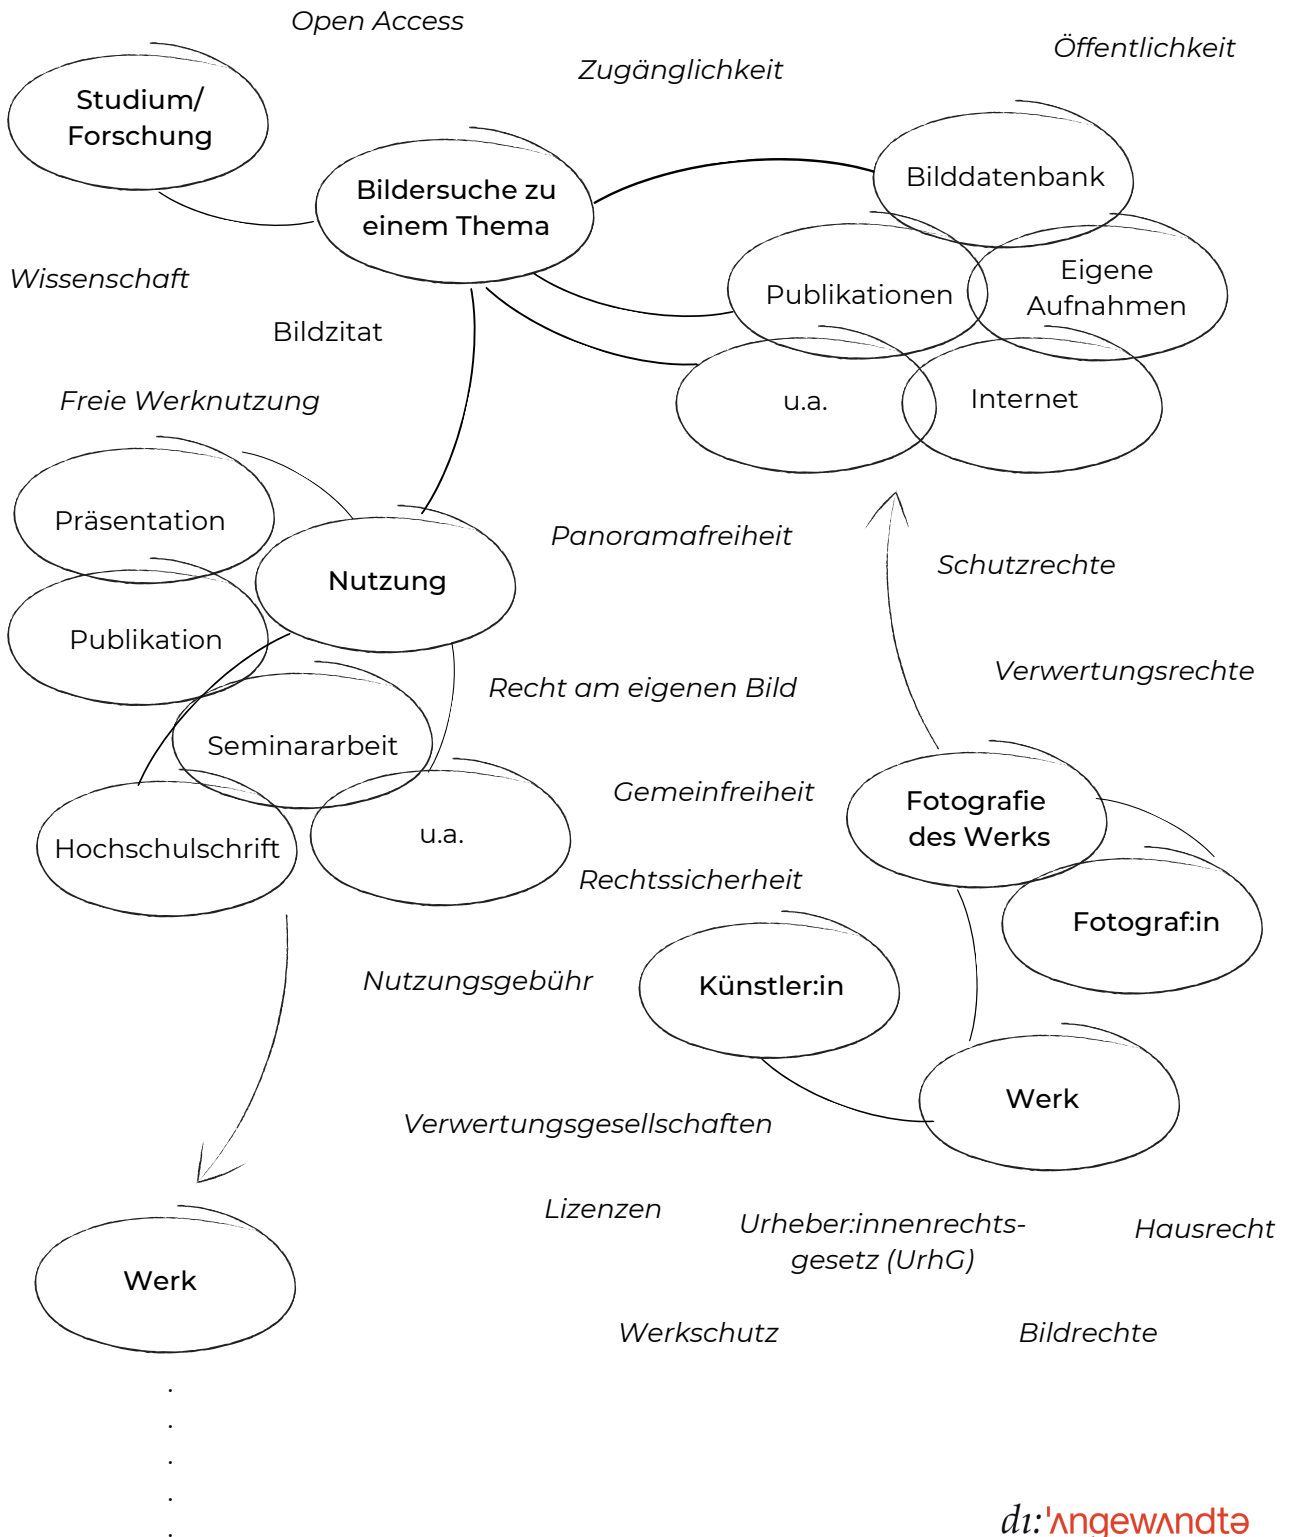 Open Access
Öffentlichkeit
Zugänglichkeit
Studium/
Forschung
Bildersuche zu
einem Thema
Bilddatenbank
Wissenschaft
Publikationen
Eigene
Aufnahmen
Bildzitat
Freie Werknutzung
u.a.
Internet
Präsentation
Nutzung
Panoramafreiheit
Schutzrechte
Publikation
Recht am eigenen Bild
Verwertungsrechte
Seminararbeit
Gemeinfreiheit
Fotografie
des Werks
Hochschulschrift
u.a.
Rechtssicherheit
Fotograf:in
Nutzungsgebühr
Künstler:in
Werk
Verwertungsgesellschaften
Lizenzen
Urheber:innenrechts-
gesetz (UrhG)
Hausrecht
Werk
Werkschutz
Bildrechte
.
.
.
.
.
dı:ˈʌngewʌndtə